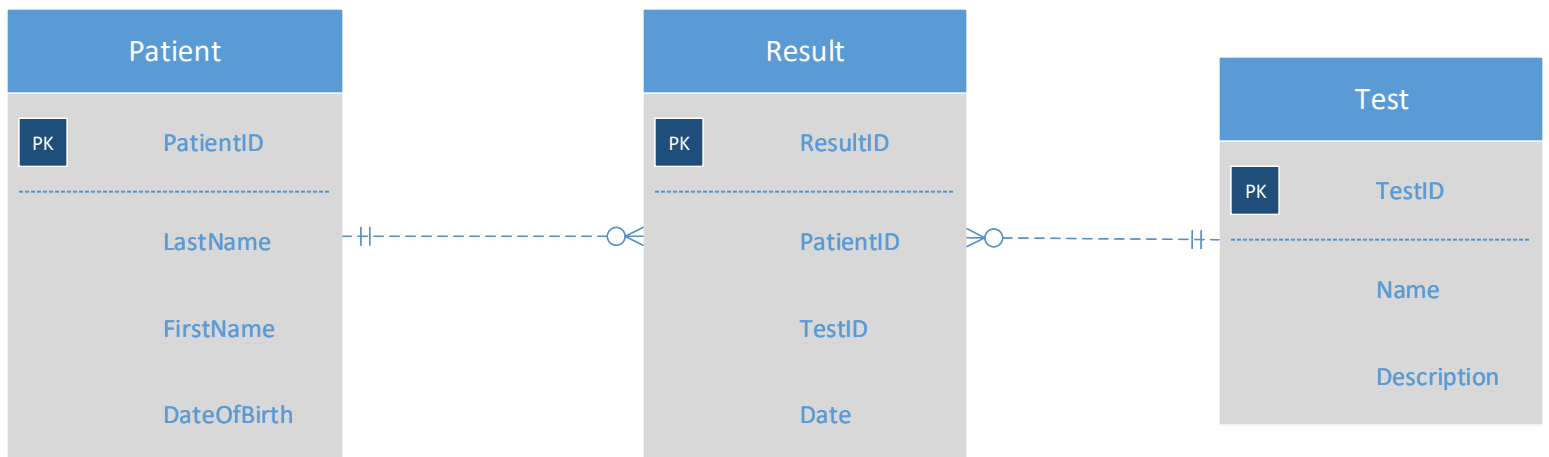 Patient
PK PatientID
LastName
FirstName
DateOfBirth
Result
PK ResultID
PatientID
TestID
Date
Test
PK TestID
Name
Description